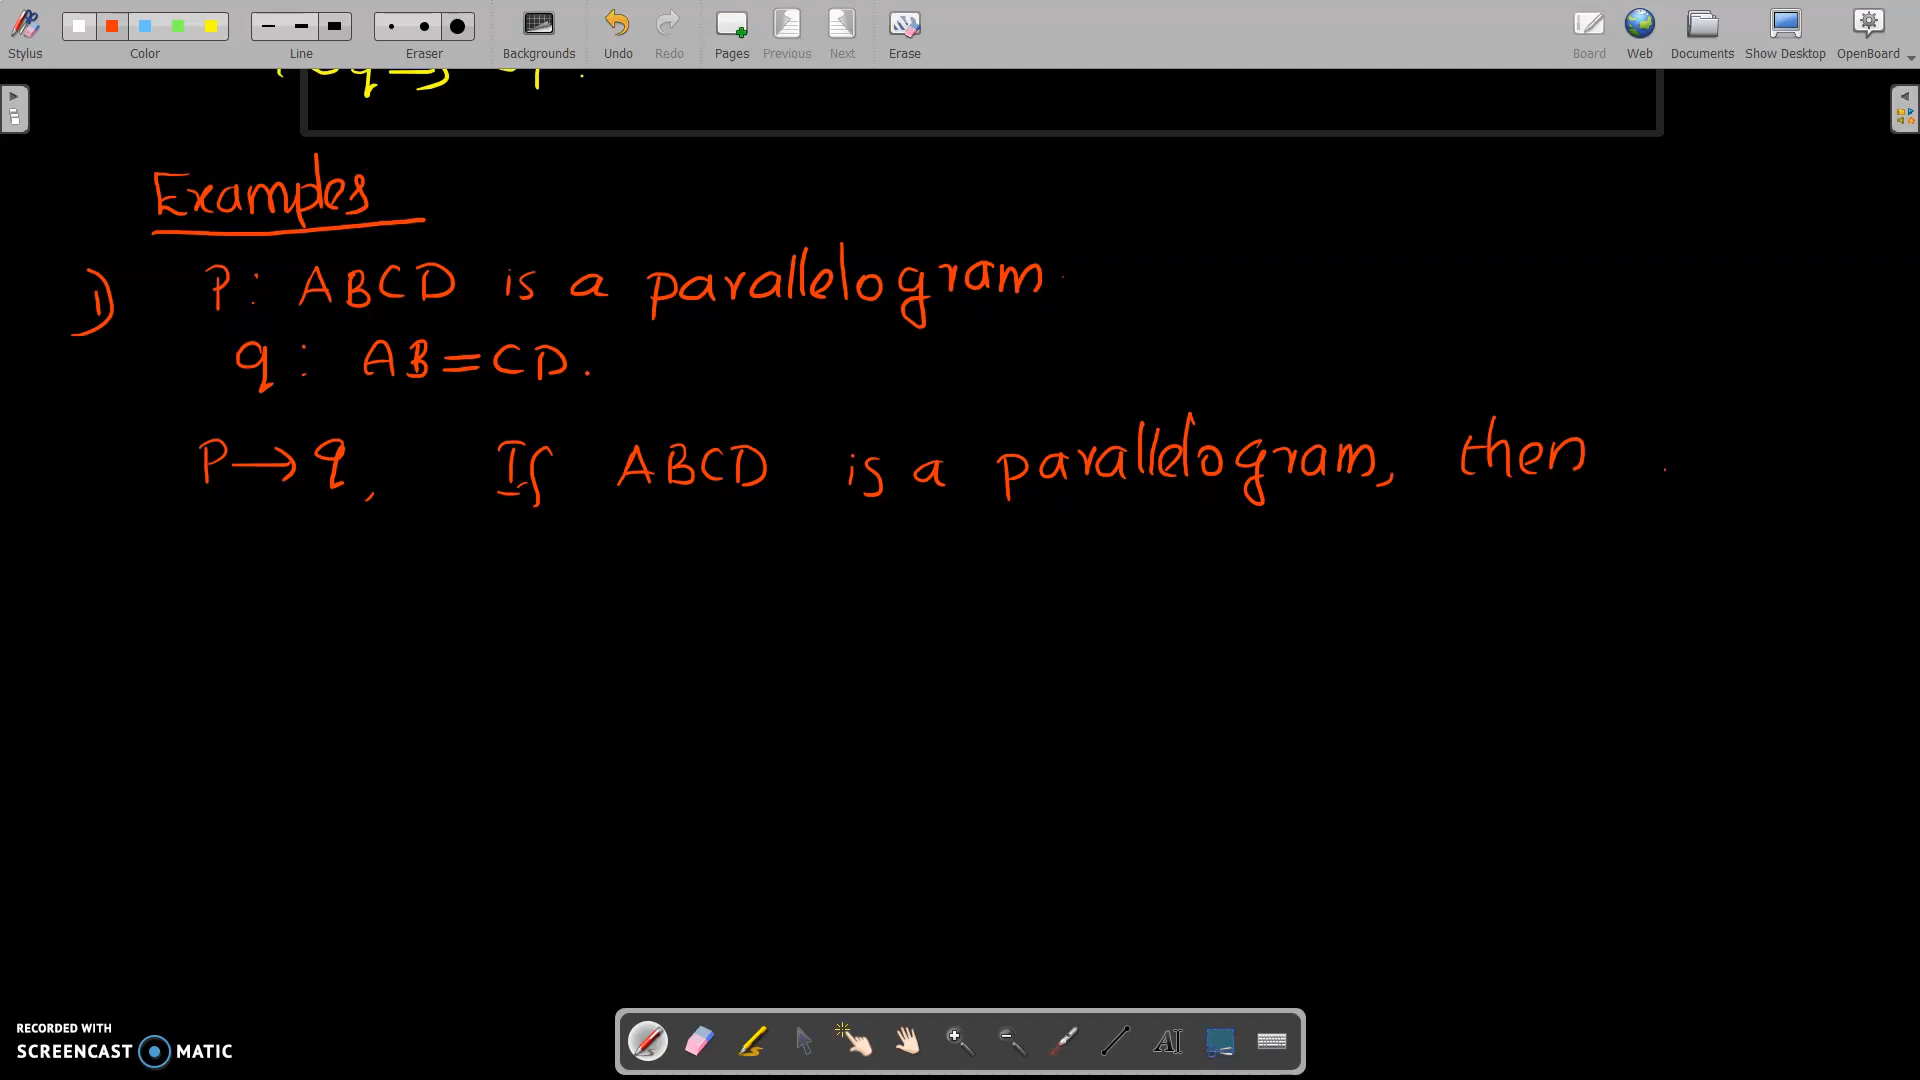 Stylus Color Line Eraser Backgrounds Undo Redo Pages Previous Next Erase Board Web Documents Show Desktop OpenBoard
Examples
1) P: ABCD is a parallelogram
q: AB=CD.
P→q, If ABCD is a parallelogram, then
RECORDED WITH
SCREENCAST MATIC